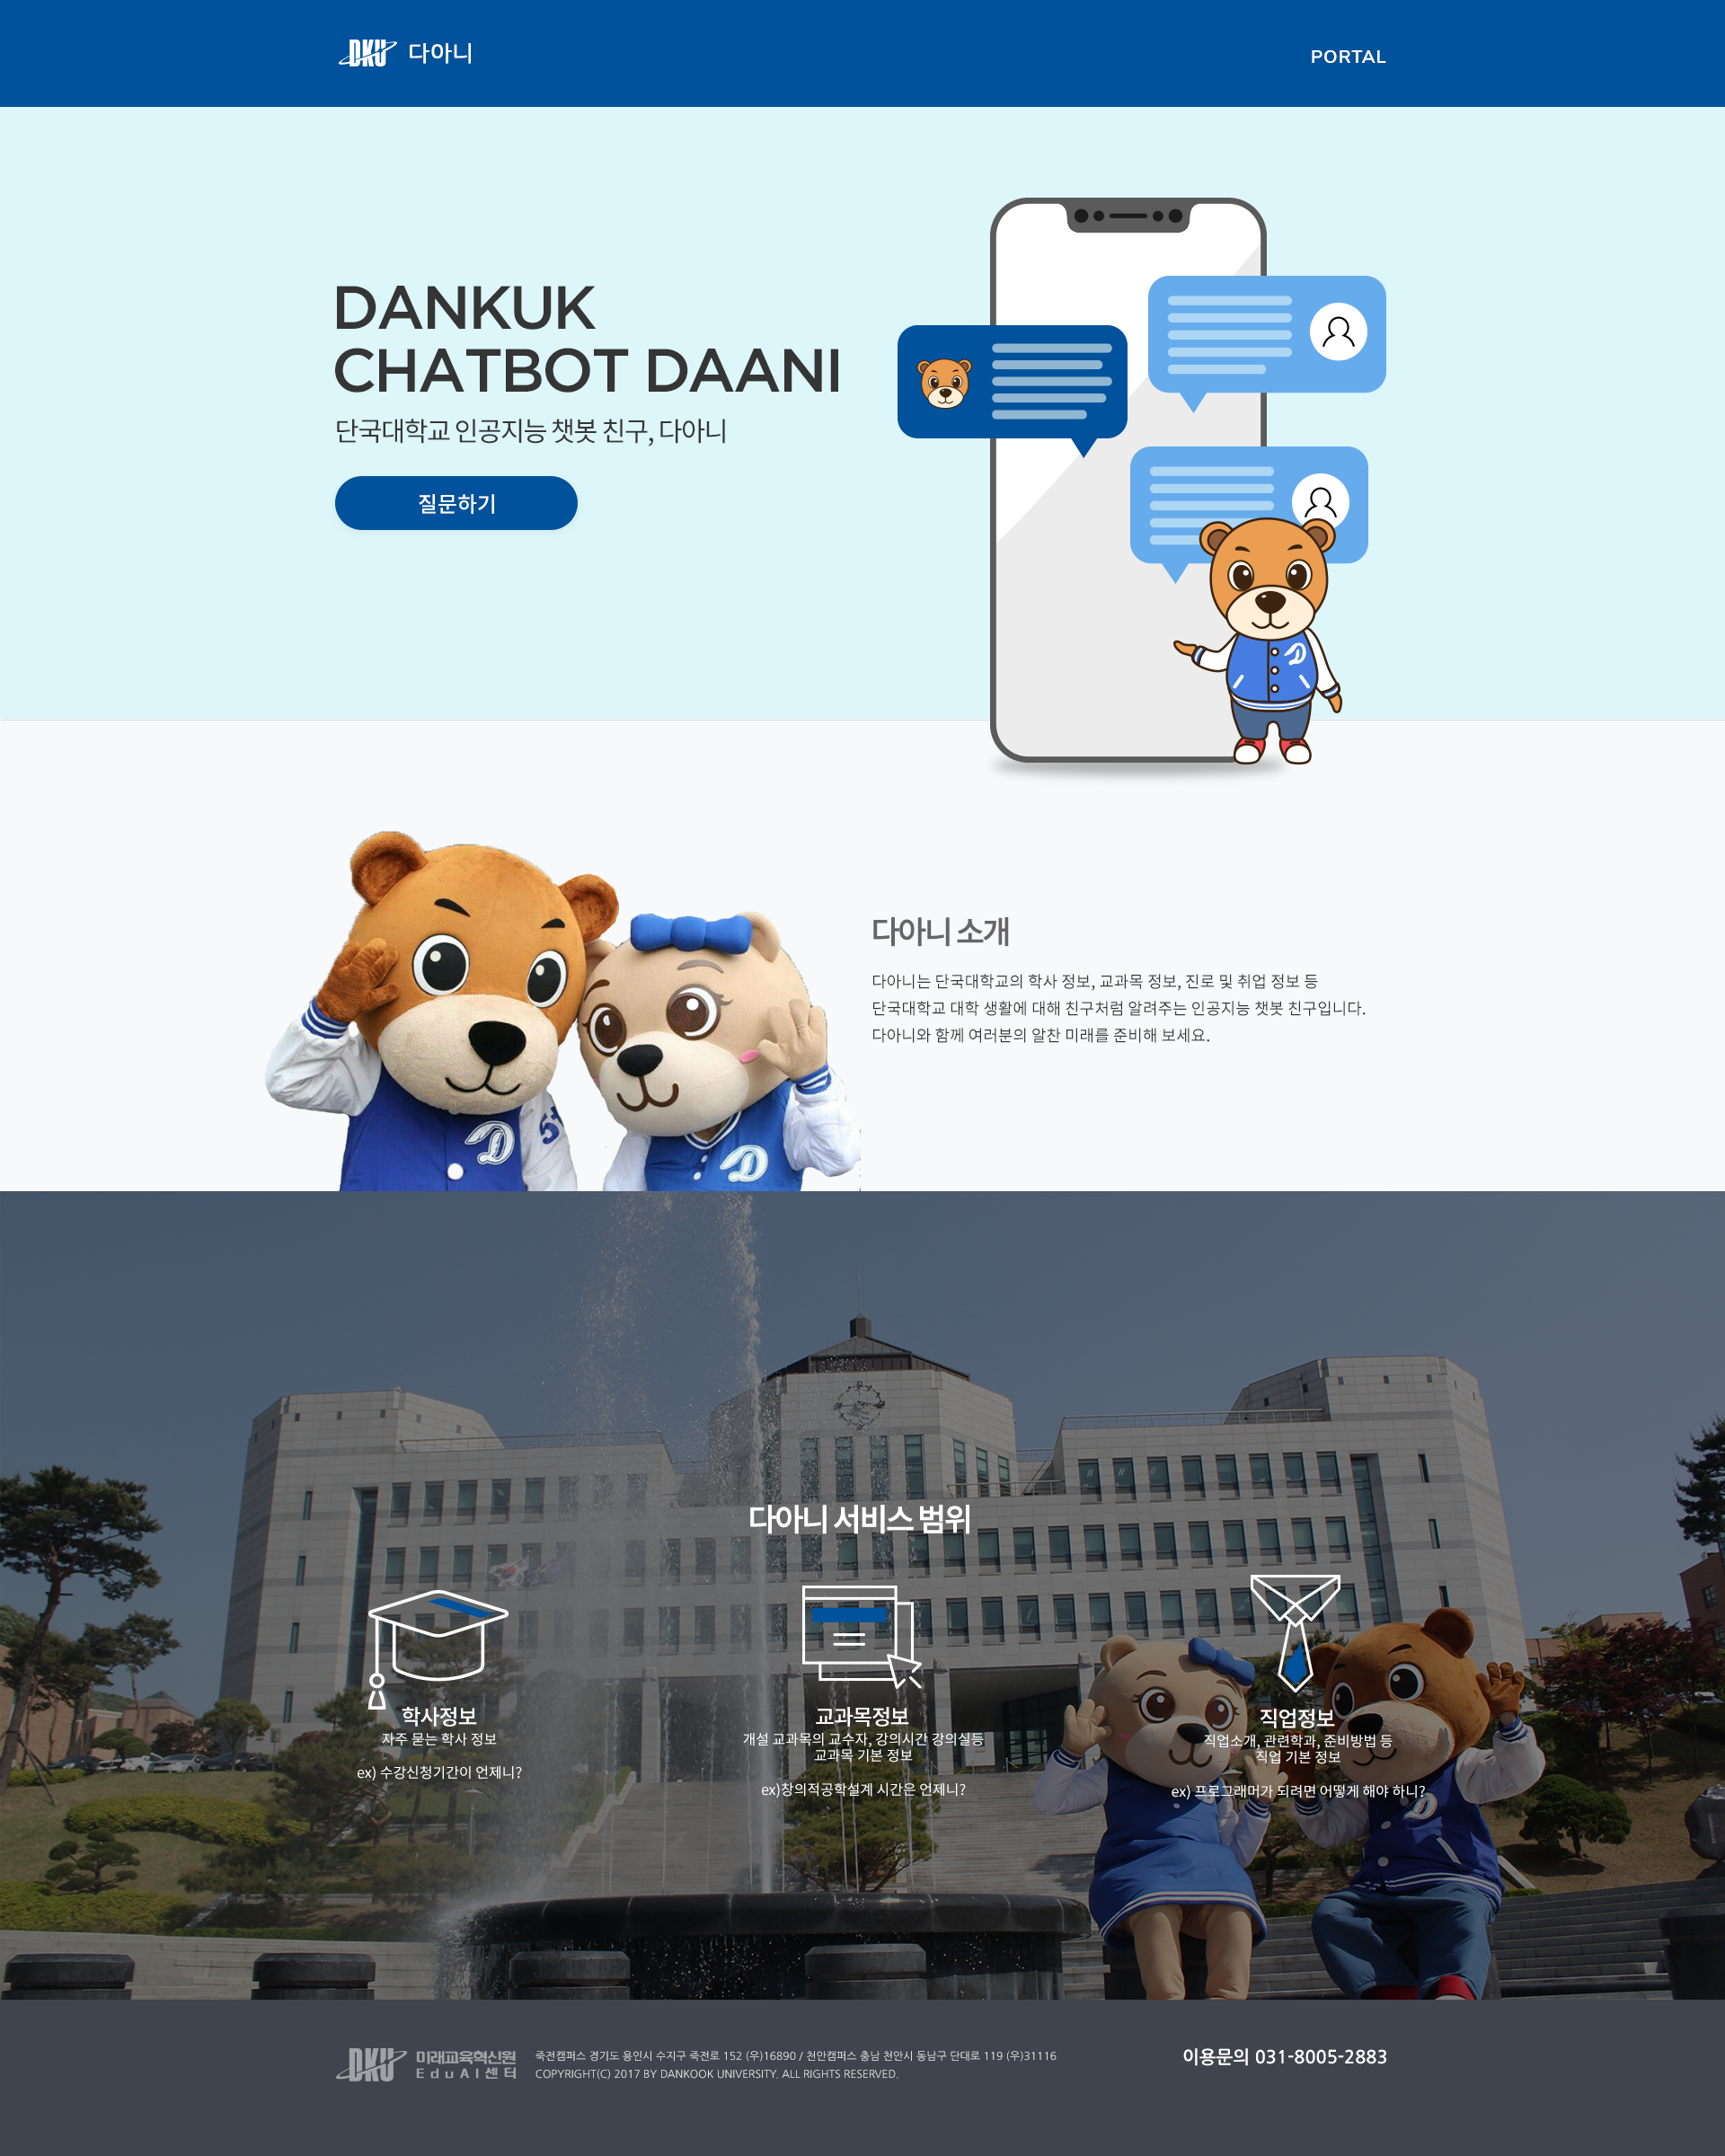 DKU 다아니
PORTAL
DANKUK
CHATBOT DAANI
단국대학교 인공지능 챗봇 친구, 다아니
질문하기
다아니 소개
다아니는 단국대학교의 학사 정보, 교과목 정보, 진로 및 취업 정보 등
단국대학교 대학 생활에 대해 친구처럼 알려주는 인공지능 챗봇 친구입니다.
다아니와 함께 여러분의 알찬 미래를 준비해 보세요.
D
D
다아니 서비스 범위
학사정보
자주 묻는 학사 정보
ex) 수강신청기간이 언제니?
교과목정보
개설 교과목의 교수자, 강의시간 강의실등
교과목 기본 정보
ex)창의적공학설계 시간은 언제니?
직업정보
직업소개, 관련학과, 준비방법 등
직업 기본 정보
ex) 프로그래머가 되려면 어떻게 해야 하니?
DKU 미래교육혁신원
EduAI센터
죽전캠퍼스 경기도 용인시 수지구 죽전로 152 (우)16890 / 천안캠퍼스 충남 천안시 동남구 단대로 119 (우)31116
COPYRIGHT(C) 2017 BY DANKOOK UNIVERSITY. ALL RIGHTS RESERVED.
이용문의 031-8005-2883